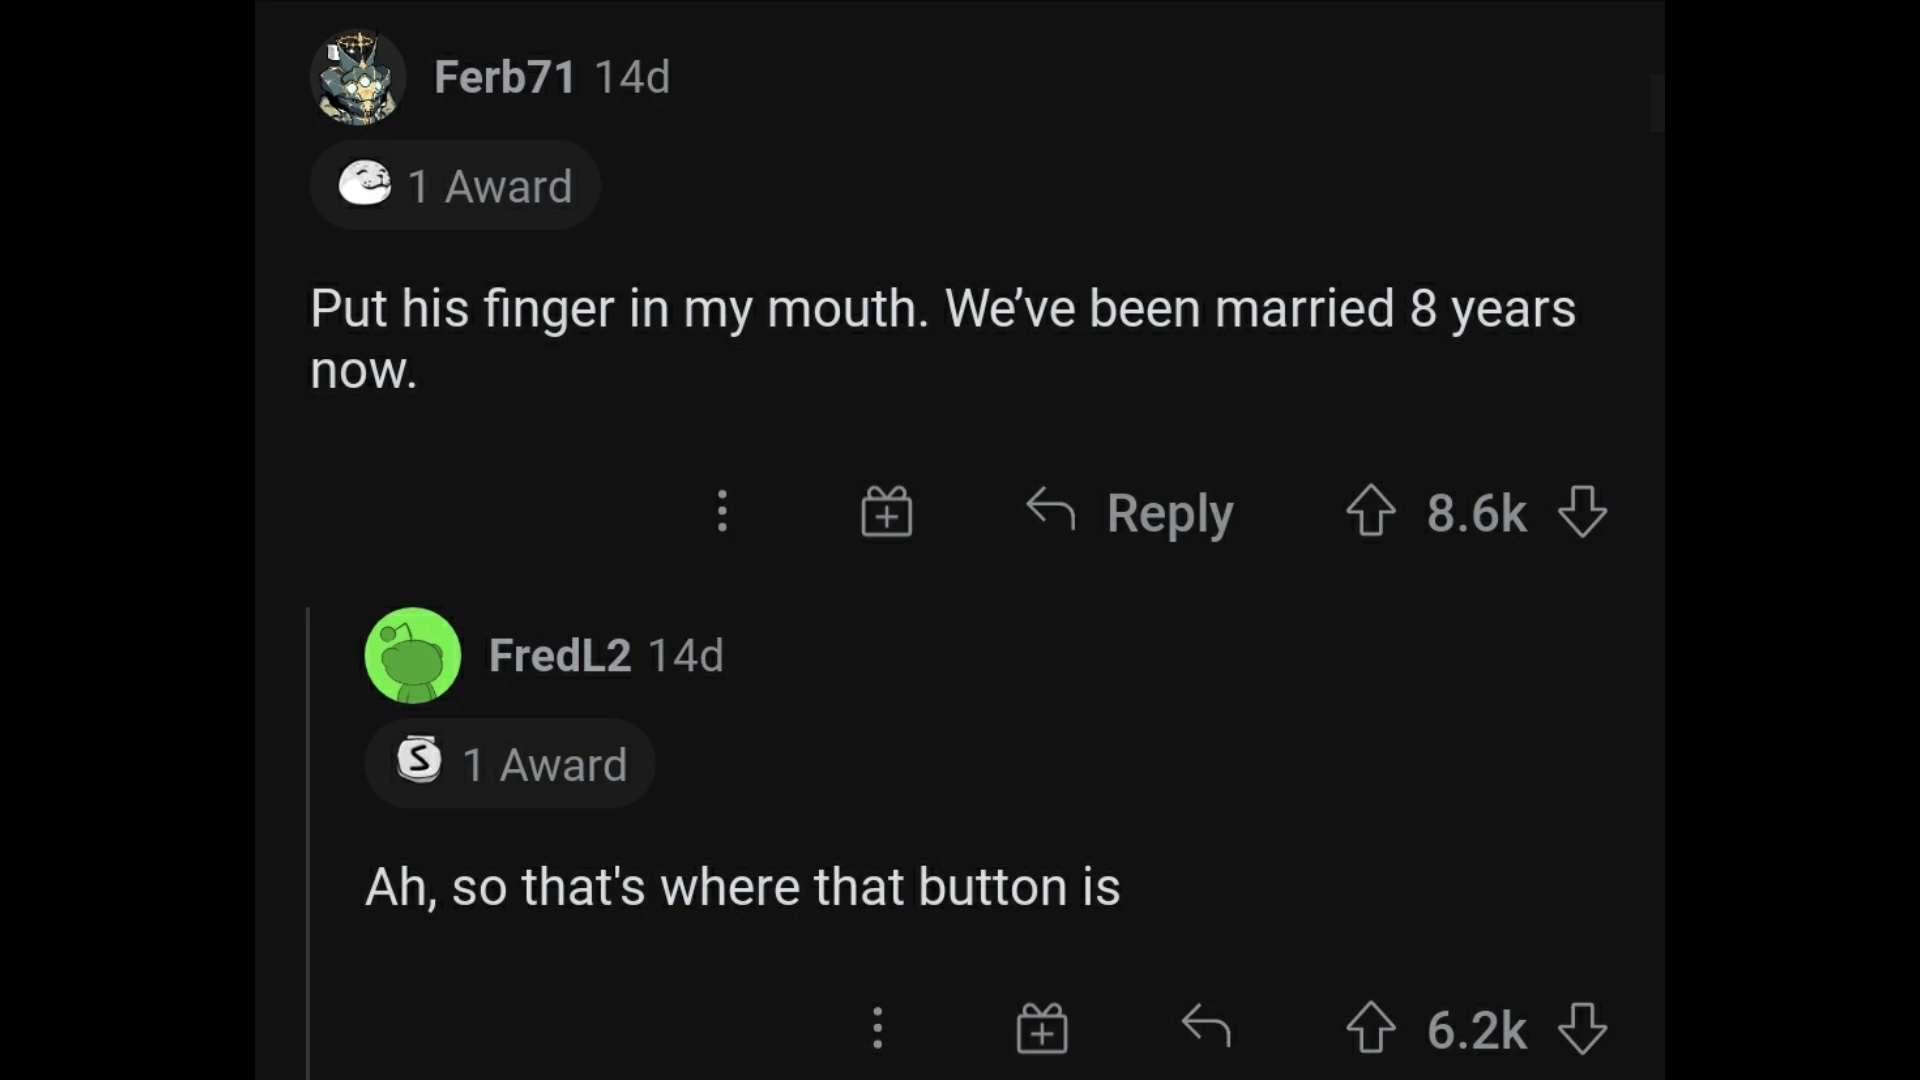 Ferb71 14d
1 Award
Put his finger in my mouth. We’ve been married 8 years
now.
Reply 8.6k
FredL2 14d
S 1 Award
Ah, so that's where that button is
6.2k